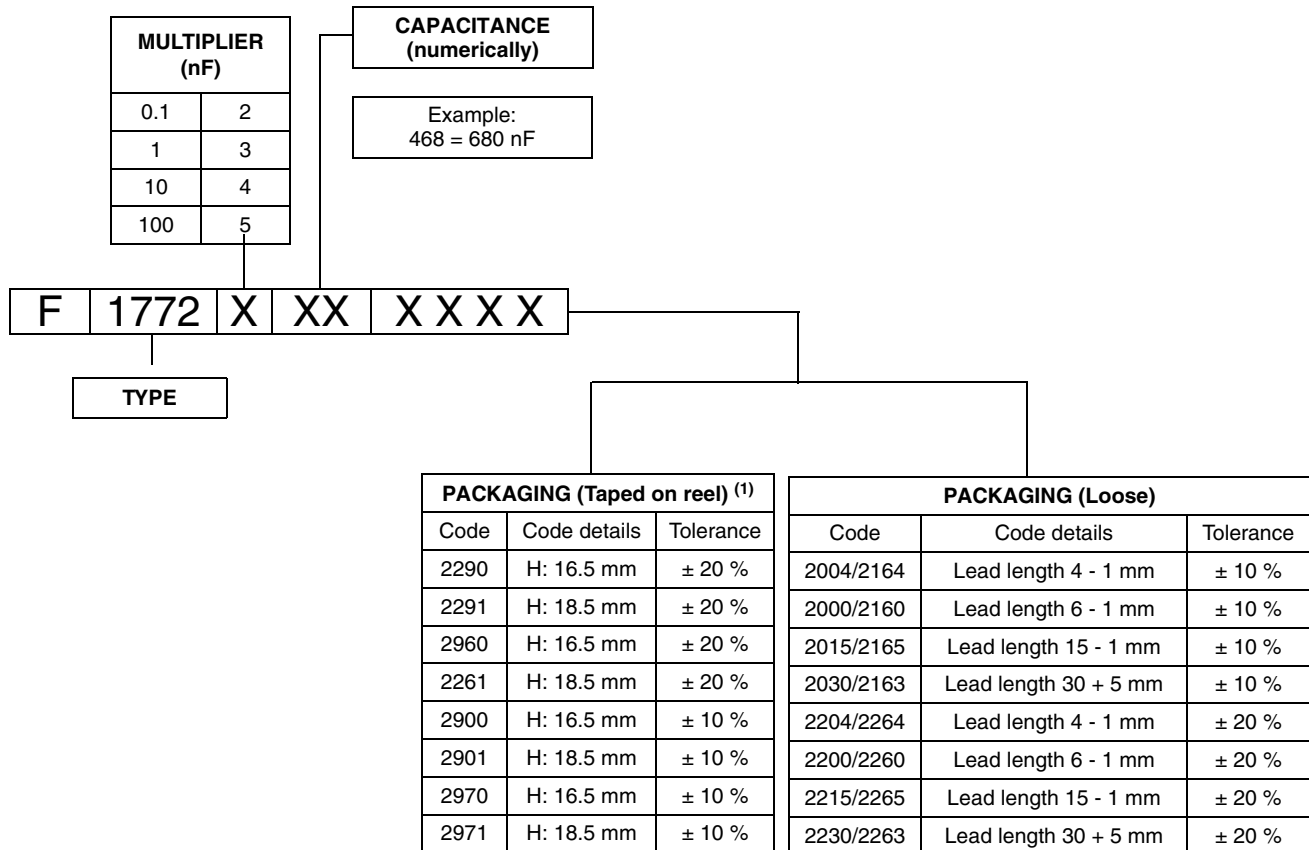 MULTIPLIER
(nF)
0.1 2
1 3
10 4
100 5
CAPACITANCE
(numerically)
Example:
468 = 680 nF
F 1772 X XX X X X X
TYPE
PACKAGING (Taped on reel) (1)
Code Code details Tolerance
2290 H: 16.5 mm ± 20 %
2291 H: 18.5 mm ± 20 %
2960 H: 16.5 mm ± 20 %
2261 H: 18.5 mm ± 20 %
2900 H: 16.5 mm ± 10 %
2901 H: 18.5 mm ± 10 %
2970 H: 16.5 mm ± 10 %
2971 H: 18.5 mm ± 10 %
PACKAGING (Loose)
Code Code details Tolerance
2004/2164 Lead length 4 - 1 mm ± 10 %
2000/2160 Lead length 6 - 1 mm ± 10 %
2015/2165 Lead length 15 - 1 mm ± 10 %
2030/2163 Lead length 30 + 5 mm ± 10 %
2204/2264 Lead length 4 - 1 mm ± 20 %
2200/2260 Lead length 6 - 1 mm ± 20 %
2215/2265 Lead length 15 - 1 mm ± 20 %
2230/2263 Lead length 30 + 5 mm ± 20 %